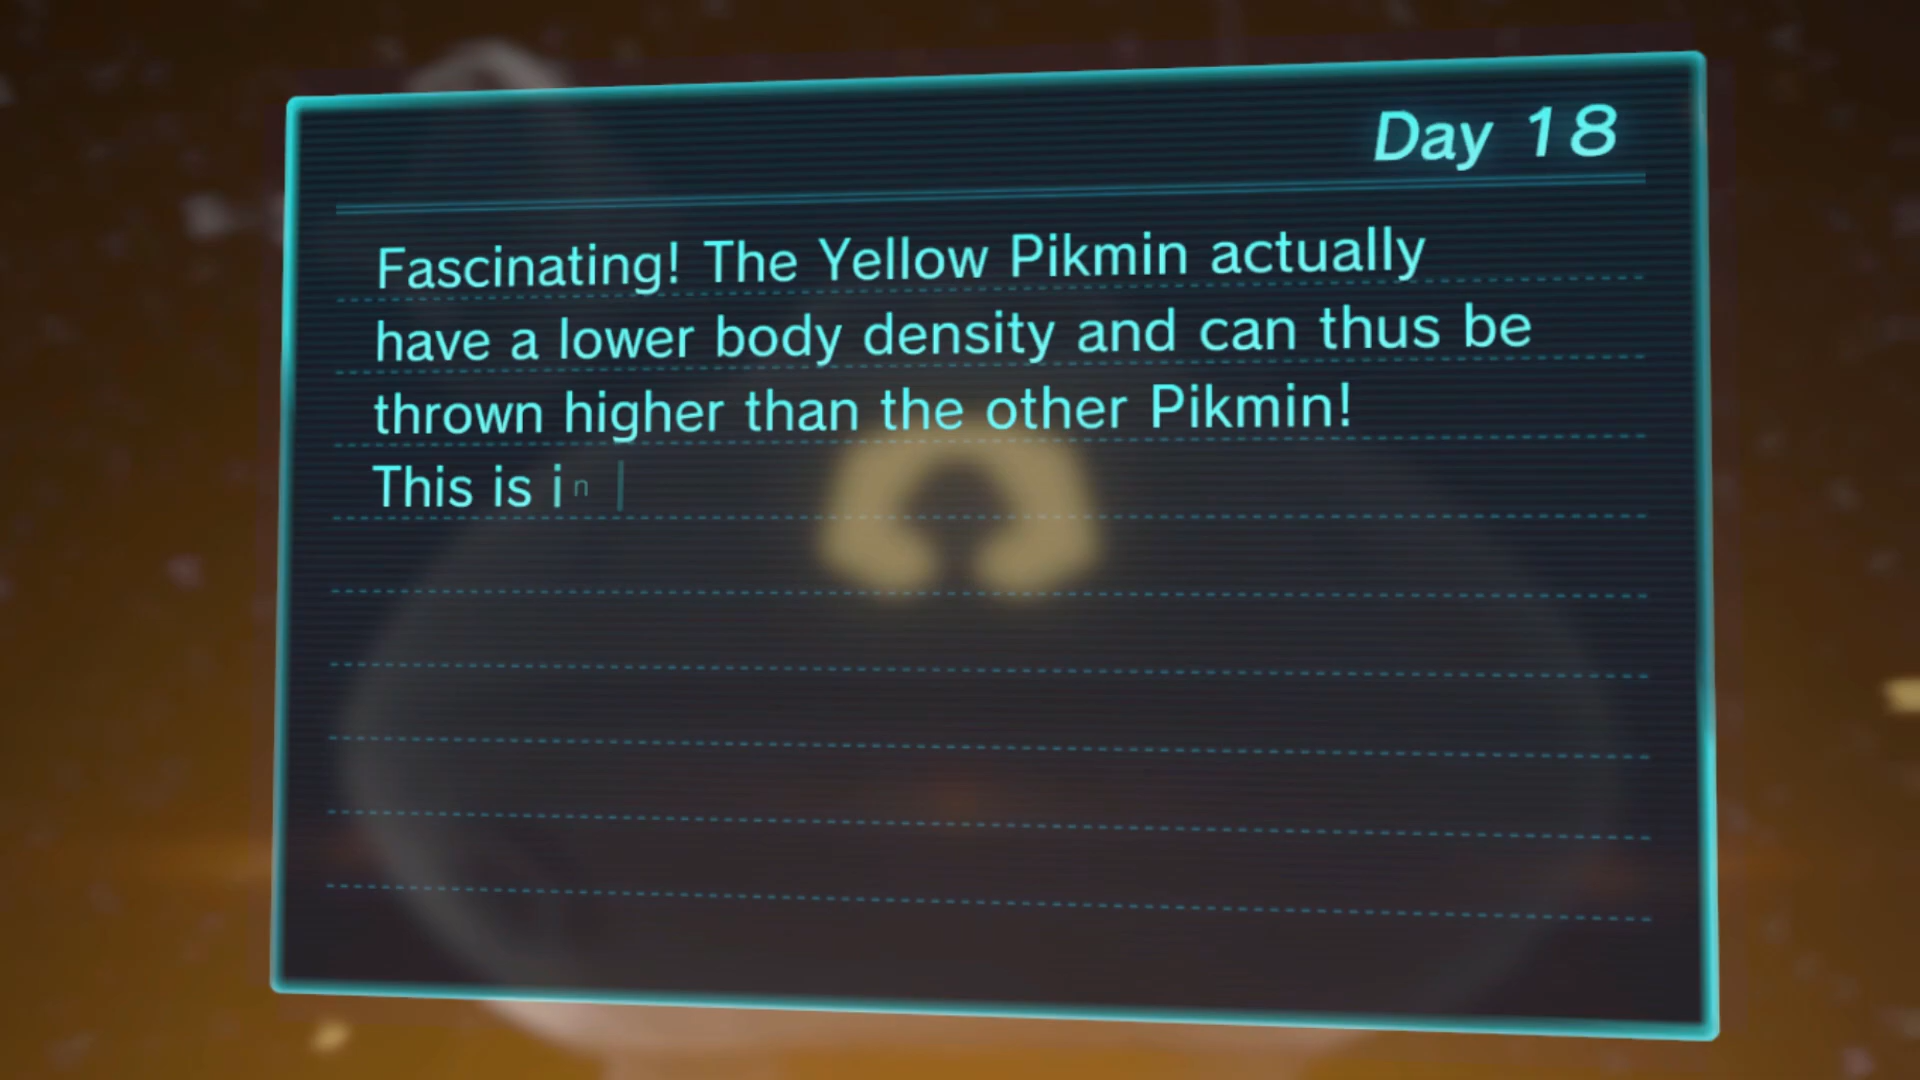 Day 18
Fascinating! The Yellow Pikmin actually
have a lower body density and can thus be
thrown higher than the other Pikmin!
This is in